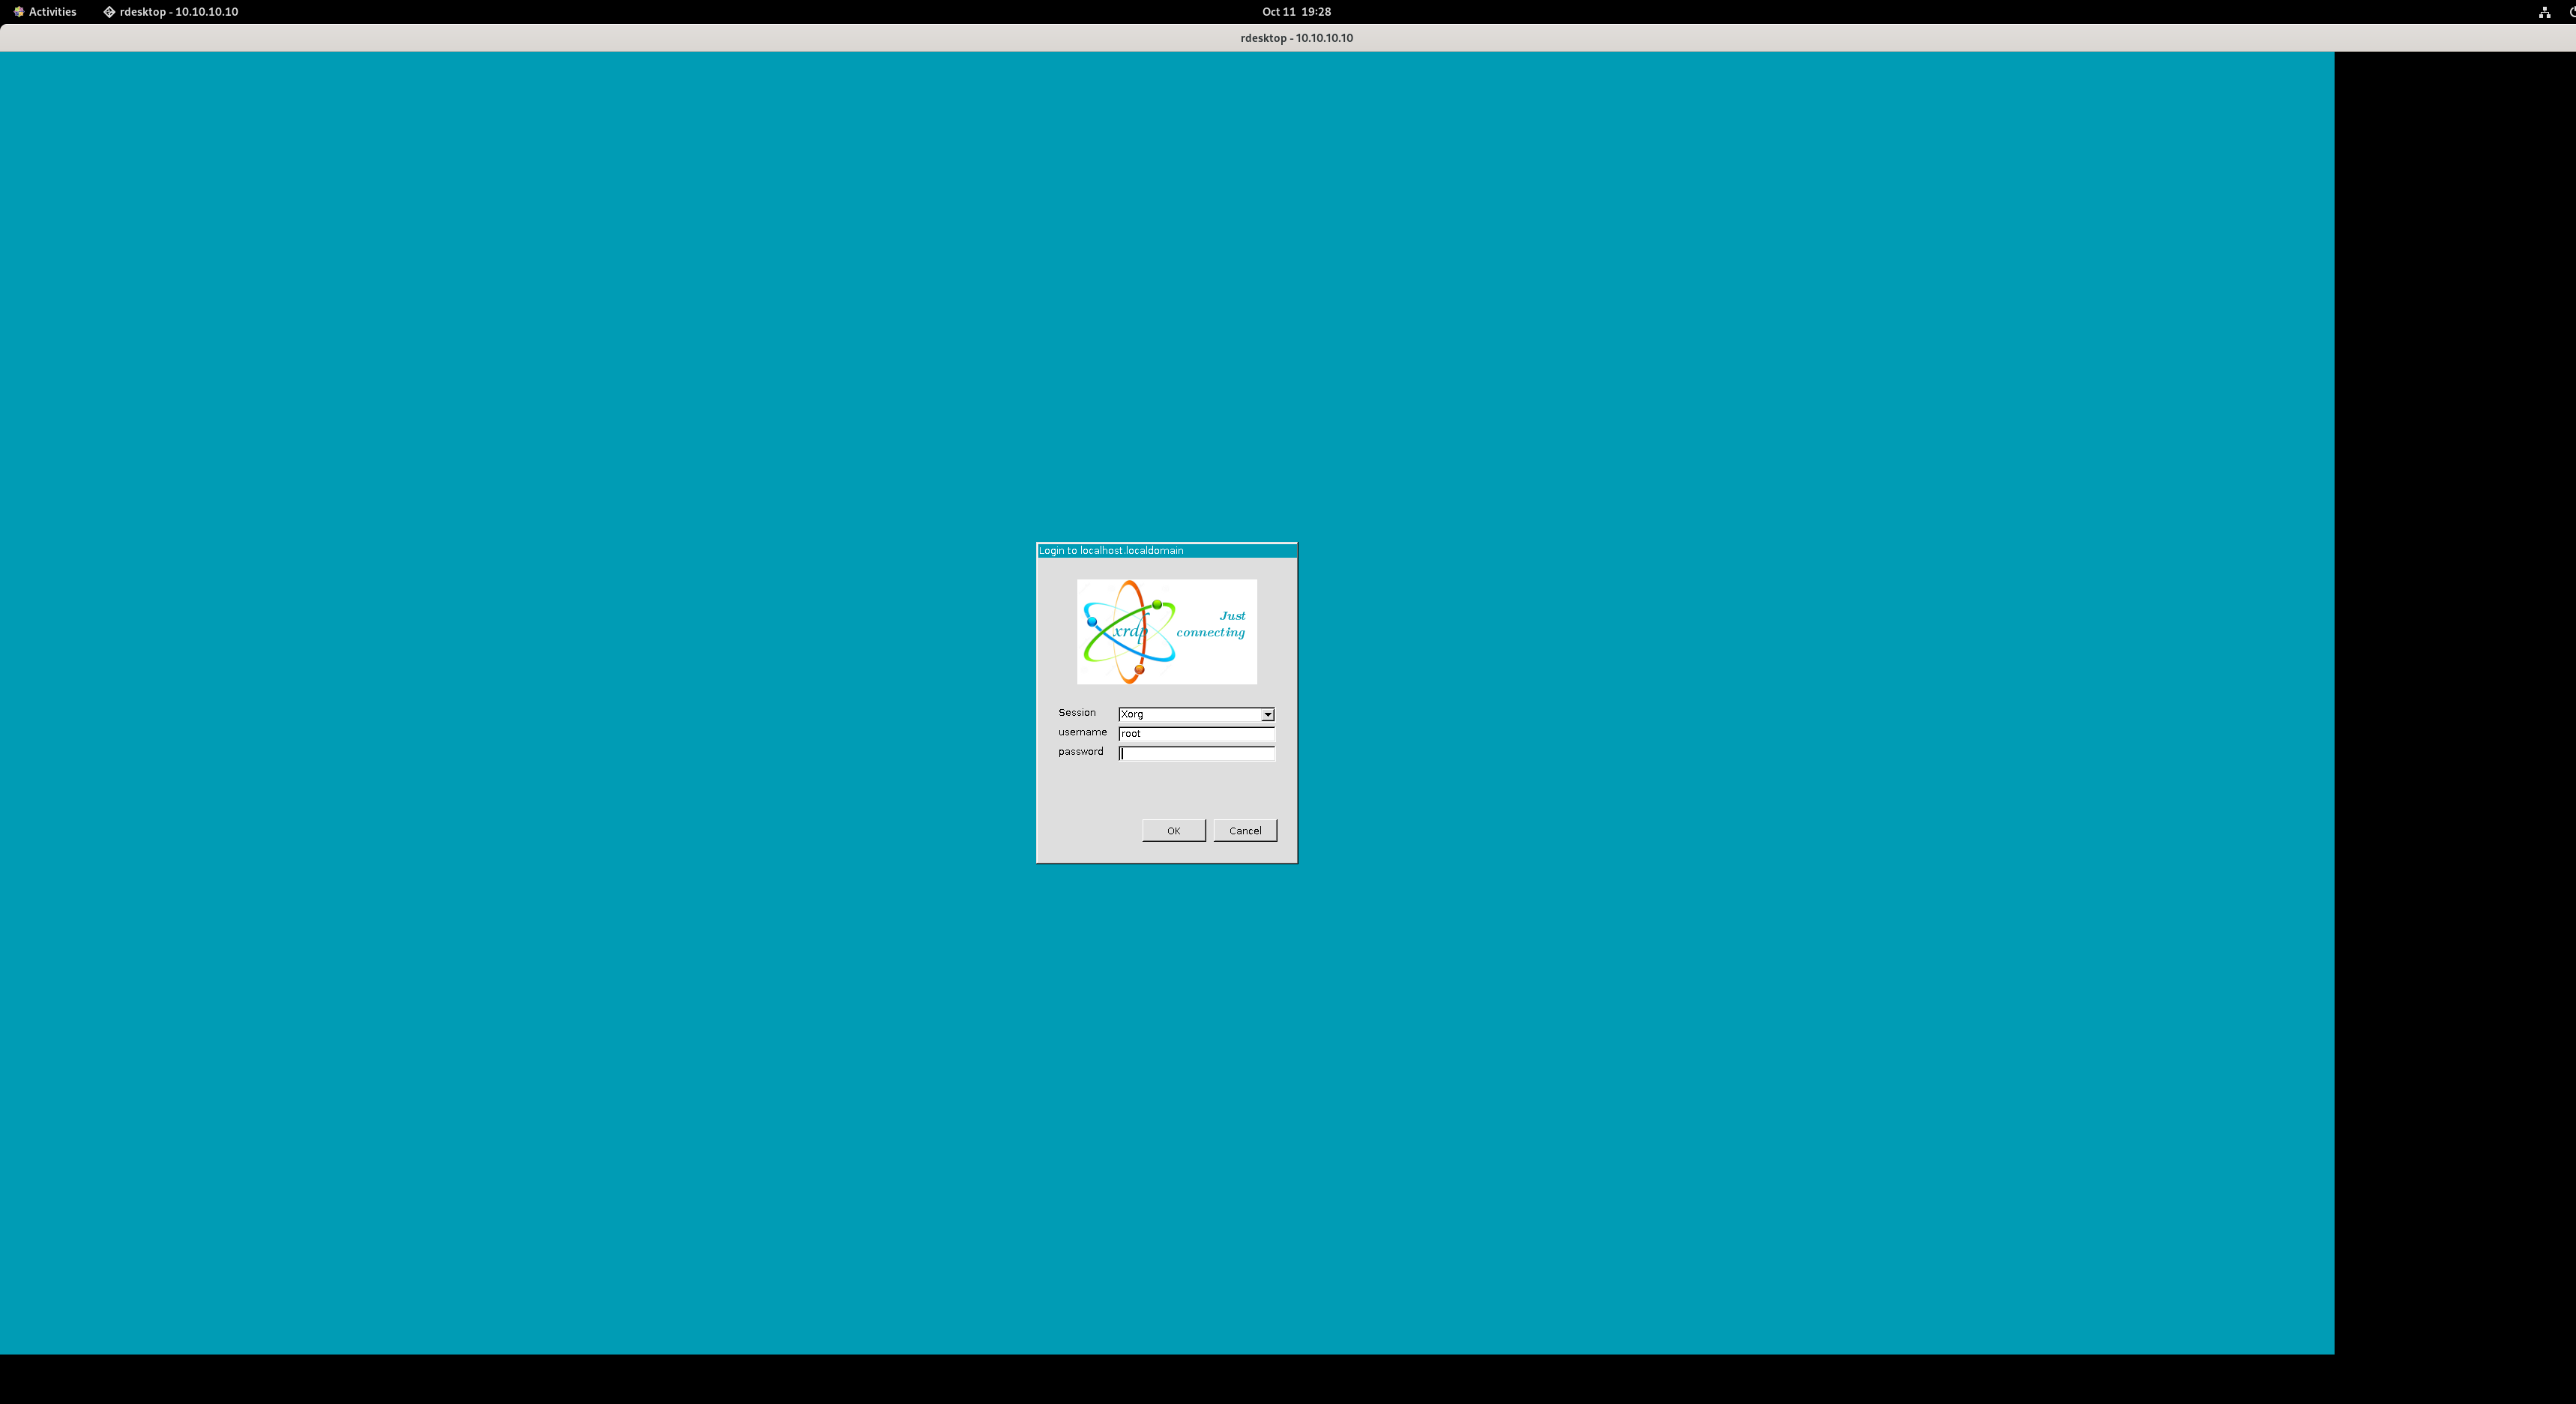 Activities rdesktop - 10.10.10.10 Oct 11 19:28
rdesktop - 10.10.10.10
Login to localhost.localdomain
Just
xrdp connecting
Session Xorg
username root
password
OK Cancel